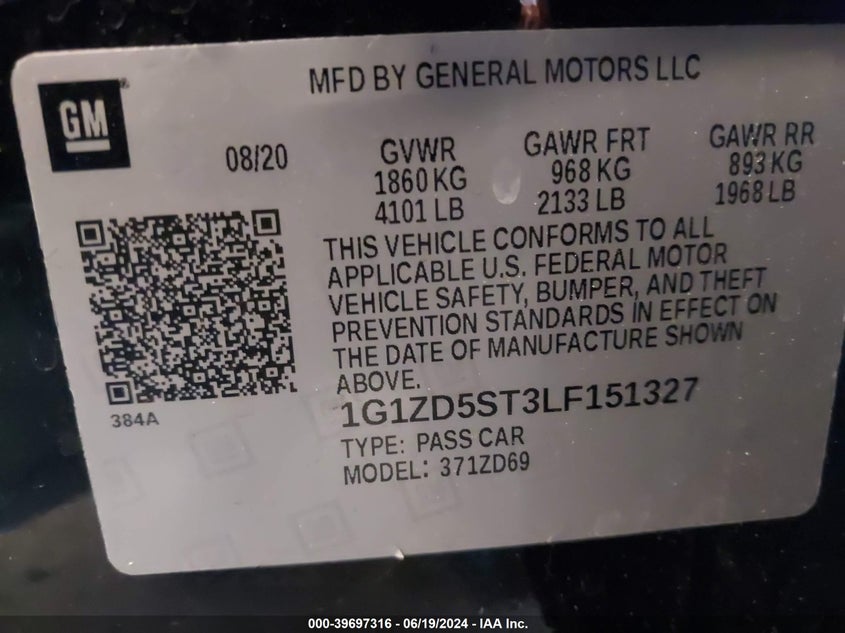 MFD BY GENERAL MOTORS LLC
GM
08/20
GVWR
1860 KG
4101 LB
GAWR FRT
968 KG
2133 LB
GAWR RR
893 KG
1968 LB
THIS VEHICLE CONFORMS TO ALL
APPLICABLE U.S. FEDERAL MOTOR
VEHICLE SAFETY, BUMPER, AND THEFT
PREVENTION STANDARDS IN EFFECT ON
THE DATE OF MANUFACTURE SHOWN
ABOVE.
384A
1G1ZD5ST3LF151327
TYPE: PASS CAR
MODEL: 371ZD69
000-39697316 - 06/19/2024 - IAA Inc.